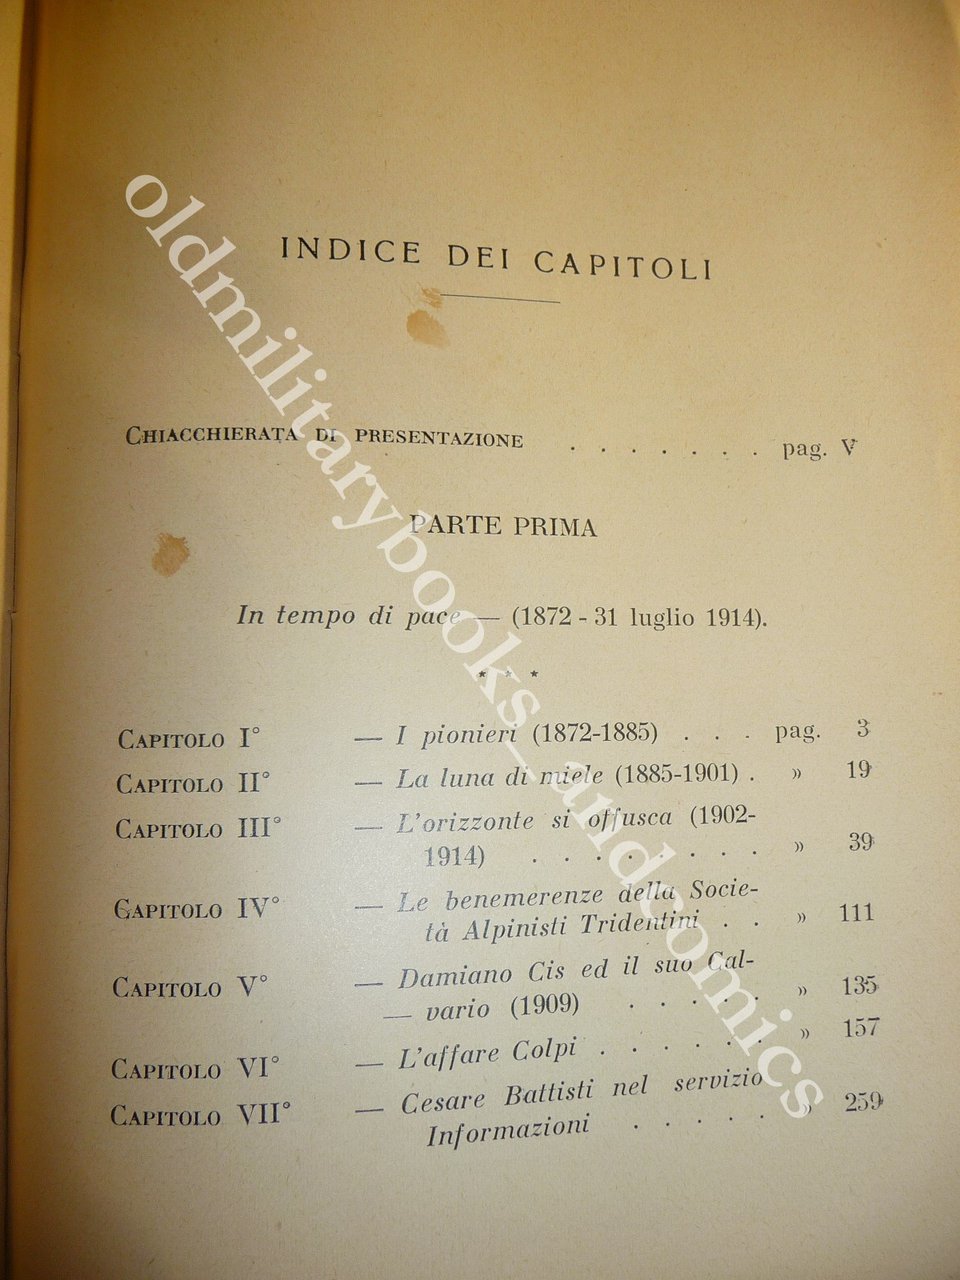 INDICE DEI CAPITOLI
CHIACCHIERATA DI PRESENTAZIONE . . . . . . . pag. V
PARTE PRIMA
In tempo di pace — (1872 - 31 luglio 1914).
* * *
CAPITOLO I° — I pionieri (1872-1885) . . . pag. 3
CAPITOLO II° — La luna di miele (1885-1901) . » 19
CAPITOLO III° — L'orizzonte si offusca (1902-
1914) . . . . . . . . » 39
CAPITOLO IV° — Le benemerenze della Socie-
tà Alpinisti Tridentini . . » 111
CAPITOLO V° — Damiano Cis ed il suo Cal-
— vario (1909) . . . . . » 135
CAPITOLO VI° — L'affare Colpi . . . . . . » 157
CAPITOLO VII° — Cesare Battisti nel servizio
Informazioni . . . . . » 259
oldmilitarybooks_andcomics